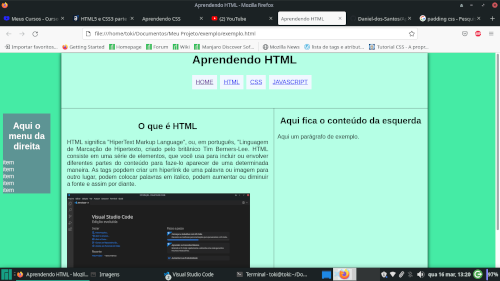 Aprendendo HTML - Mozilla Firefox
Meus Cursos - Curso
HTML5 e CSS3 parte
Aprendendo CSS
(2) YouTube
Aprendendo HTML
Daniel-dos-Santos
padding css - Pesqu
file:///home/toki/Documentos/Meu Projeto/exemplo/exemplo.html
Importar favoritos...
Getting Started
Homepage
Forum
Wiki
Manjaro Discover Sof...
Mozilla News
lista de tags e atribut...
Tutorial CSS - A propr...
Aprendendo HTML
HOME
HTML
CSS
JAVASCRIPT
Aqui o
menu da
direita
item
item
item
item
item
O que é HTML
HTML significa "HiperText Markup Language", ou, em português, "Linguagem
de Marcação de Hipertexto, criado pelo britânico Tim Berners-Lee. HTML
consiste em uma série de elementos, que você usa para incluir ou envolver
diferentes partes do conteúdo para faze-lo aparecer de uma determinada
maneira. As tags popdem criar um hiperlink de uma palavra ou imagem para
outro lugar, podem colocar palavras em italico, podem aumentar ou diminuir
a fonte e assim por diante.
Aqui fica o conteúdo da esquerda
Aqui um parágrafo de exemplo.
Visual Studio Code
Edição evoluída
Aprendendo HTML - Mozil...
Imagens
Visual Studio Code
Terminal - toki@toki:~/Do...
qua 16 mar, 13:20
97%